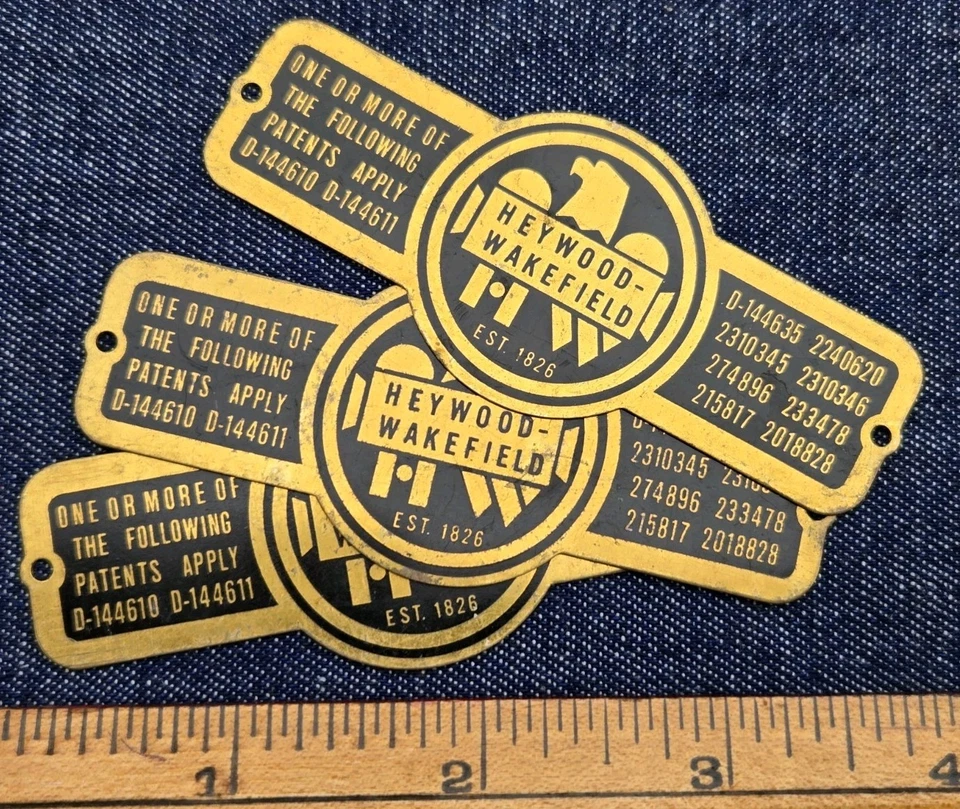 ONE OR MORE OF
THE FOLLOWING
PATENTS APPLY
D-144610 D-144611
HEYWOOD-
WAKEFIELD
EST. 1826
D-144635 2240620
2310345 2310346
274896 233478
215817 2018828
ONE OR MORE OF
THE FOLLOWING
PATENTS APPLY
D-144610 D-144611
HEYWOOD-
WAKEFIELD
EST. 1826
2310345
274896 233478
215817 2018828
ONE OR MORE OF
THE FOLLOWING
PATENTS APPLY
D-144610 D-144611
EST. 1826
1 2 3 4